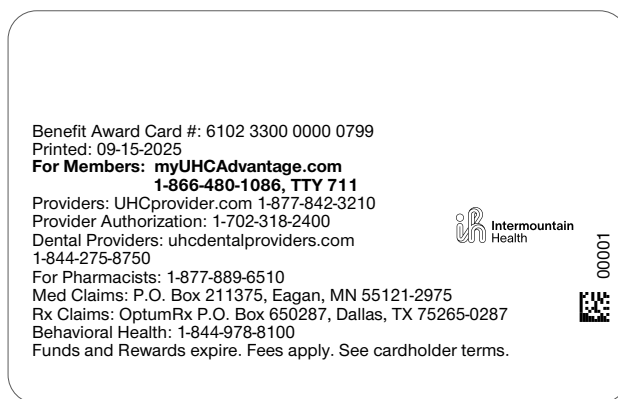 Benefit Award Card #: 6102 3300 0000 0799
Printed: 09-15-2025
For Members: myUHCAdvantage.com
1-866-480-1086, TTY 711
Providers: UHCprovider.com 1-877-842-3210
Provider Authorization: 1-702-318-2400
Dental Providers: uhcdentalproviders.com
1-844-275-8750
For Pharmacists: 1-877-889-6510
Med Claims: P.O. Box 211375, Eagan, MN 55121-2975
Rx Claims: OptumRx P.O. Box 650287, Dallas, TX 75265-0287
Behavioral Health: 1-844-978-8100
Funds and Rewards expire. Fees apply. See cardholder terms.
Intermountain
Health
00001